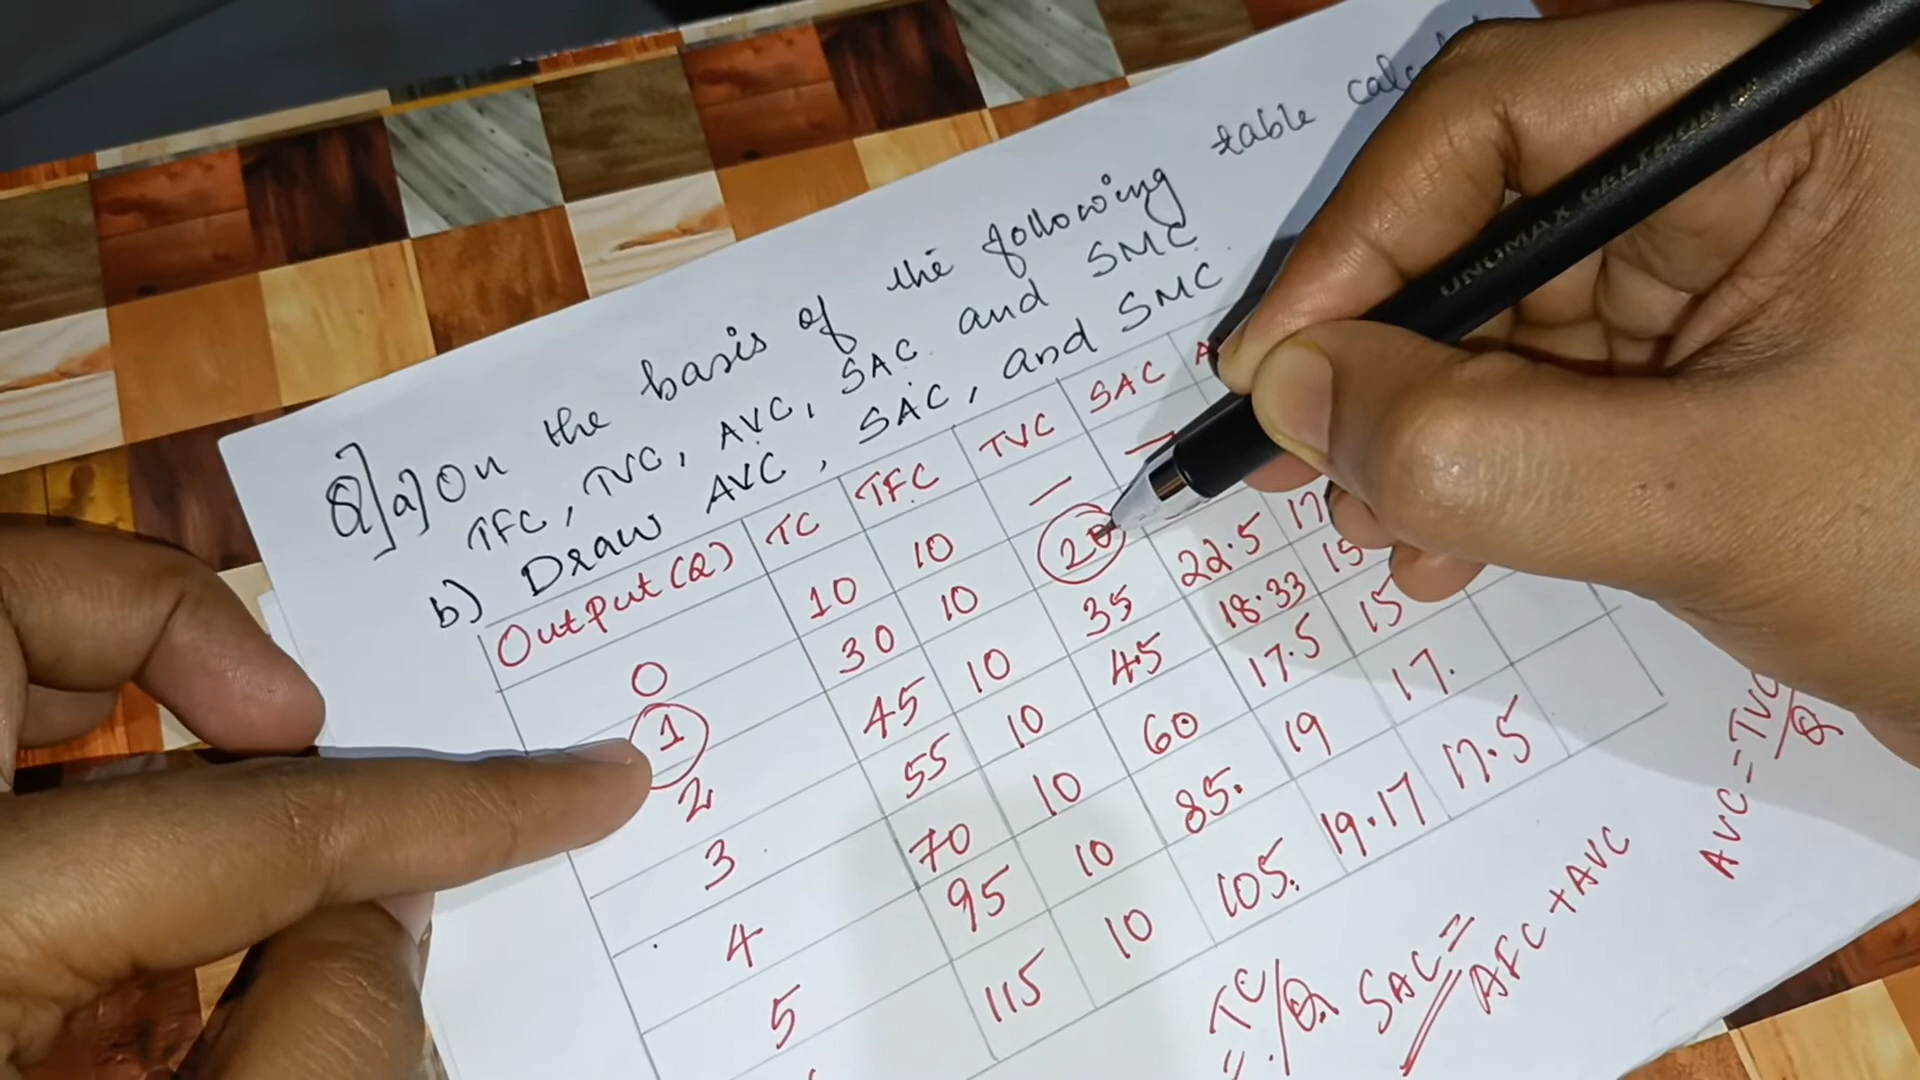 Q] a) On the basis of the following table
TFC, TVC, AVC, SAC and SMC
b) Draw AVC, SAC, and SMC
Output(Q) TC TFC TVC SAC
0 10 10 — —
1 30 10 20
2 45 10 35 22.5 17
3 55 10 45 18.33 15
4 70 10 60 17.5 15
5 95 10 85. 19 17.
115 10 105. 19.17 17.5
TC/Q SAC =
= AFC + AVC
AVC = TVC/Q
UNOMAX GELTRON